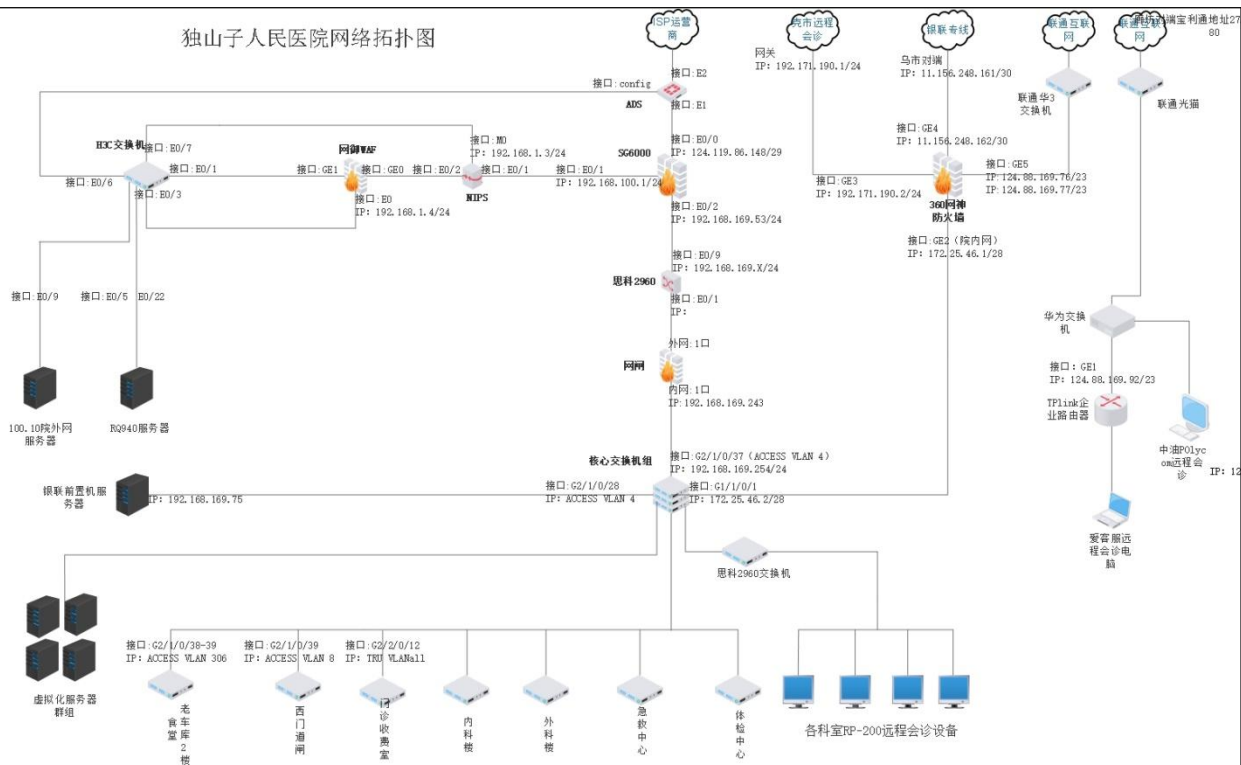 独山子人民医院网络拓扑图
ISP运营
商
克市远程
会诊
银联专线
联通互联
网
联通互联
网
网关
IP: 192.171.190.1/24
乌市对端
IP: 11.156.248.161/30
接口:config
接口:E2
ADS
接口:E1
联通华3
交换机
联通光猫
H3C交换机
接口:E0/7
接口:E0/1
接口:E0/6
接口:E0/3
网御WAF
接口:GE1
接口:GE0
接口:E0
IP: 192.168.1.4/24
接口:M0
IP: 192.168.1.3/24
接口:E0/2
接口:E0/1
NIPS
接口:E0/1
IP: 192.168.100.1/24
SG6000
接口:E0/0
IP: 124.119.86.148/29
接口:E0/2
IP: 192.168.169.53/24
接口:GE4
IP: 11.156.248.162/30
接口:GE3
IP: 192.171.190.2/24
接口:GE5
IP: 124.88.169.76/23
IP: 124.88.169.77/23
360网神
防火墙
接口:GE2（院内网）
IP: 172.25.46.1/28
接口:E0/9
IP: 192.168.169.X/24
思科2960
接口:E0/1
IP:
接口:E0/9
接口:E0/5
E0/22
外网:1口
网闸
内网:1口
IP:192.168.169.243
华为交换
机
接口：GE1
IP: 124.88.169.92/23
TPlink企
业路由器
中油POlyc
om远程会
诊
IP: 12
100.10院外网
服务器
RQ940服务器
核心交换机组
接口:G2/1/0/37（ACCESS VLAN 4）
IP: 192.168.169.254/24
银联前置机服
务器
IP: 192.168.169.75
接口:G2/1/0/28
IP: ACCESS VLAN 4
接口:G1/1/0/1
IP: 172.25.46.2/28
爱客服远
程会诊电
脑
思科2960交换机
虚拟化服务器
群组
接口:G2/1/0/38-39
IP: ACCESS VLAN 306
接口:G2/1/0/39
IP: ACCESS VLAN 8
接口:G2/2/0/12
IP: TRU VLANall
老车库2楼
食堂
西门道闸
门诊收费室
内科楼
外科楼
急救中心
体检中心
各科室RP-200远程会诊设备